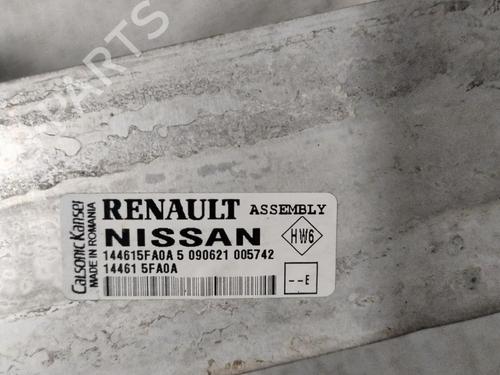 PARTS
RENAULT ASSEMBLY
NISSAN
HW6
144615FA0A 5 090621 005742
14461 5FA0A
--E
Calsonic Kansei
MADE IN ROMANIA